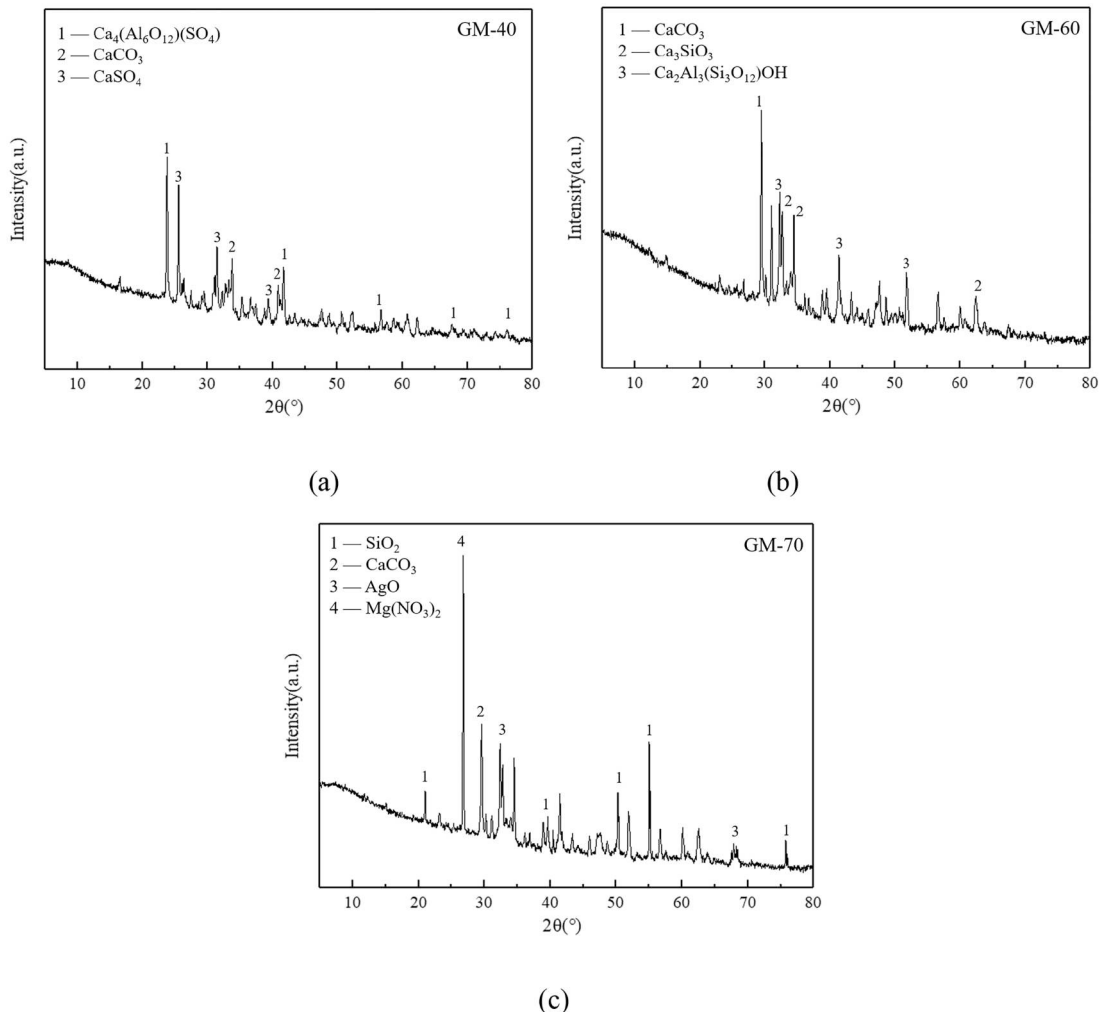 GM-40
1 — Ca₄(Al₆O₁₂)(SO₄)
2 — CaCO₃
3 — CaSO₄
1
3
3
2
3
2
1
1
1
1
Intensity(a.u.)
10 20 30 40 50 60 70 80
2θ(°)
(a)
GM-60
1 — CaCO₃
2 — Ca₃SiO₃
3 — Ca₂Al₃(Si₃O₁₂)OH
1
3
2
2
3
3
2
Intensity(a.u.)
10 20 30 40 50 60 70 80
2θ(°)
(b)
GM-70
1 — SiO₂
2 — CaCO₃
3 — AgO
4 — Mg(NO₃)₂
1
4
2
3
1
1
1
3
1
Intensity(a.u.)
10 20 30 40 50 60 70 80
2θ(°)
(c)